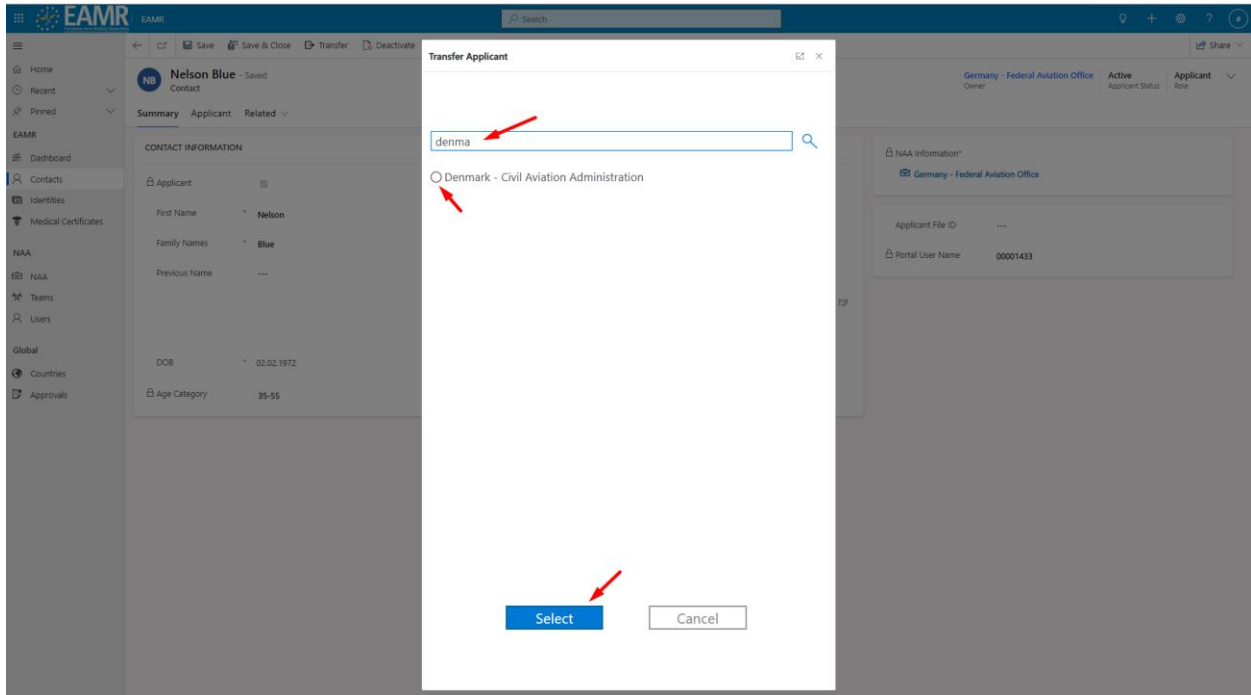 EAMR
EAMR
Search
Save
Save & Close
Transfer
Deactivate
Share
Home
Recent
Pinned
EAMR
Dashboard
Contacts
Identities
Medical Certificates
NAA
NAA
Teams
Users
Global
Countries
Approvals
NB
Nelson Blue - Saved
Contact
Germany - Federal Aviation Office
Owner
Active
Applicant Status
Applicant
Role
Summary
Applicant
Related
CONTACT INFORMATION
Applicant
First Name * Nelson
Family Names * Blue
Previous Name ---
DOB * 02.02.1972
Age Category 35-55
Transfer Applicant
denma
Denmark - Civil Aviation Administration
Select
Cancel
NAA Information*
Germany - Federal Aviation Office
Applicant File ID ---
Portal User Name 00001433